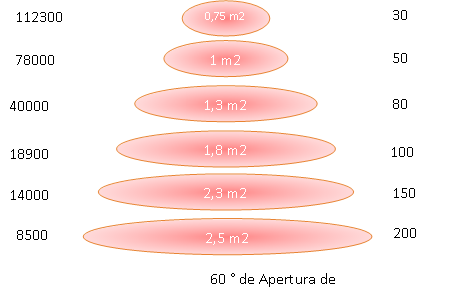 112300 0,75 m2 30
78000 1 m2 50
40000 1,3 m2 80
18900 1,8 m2 100
14000 2,3 m2 150
8500 2,5 m2 200
60 ° de Apertura de